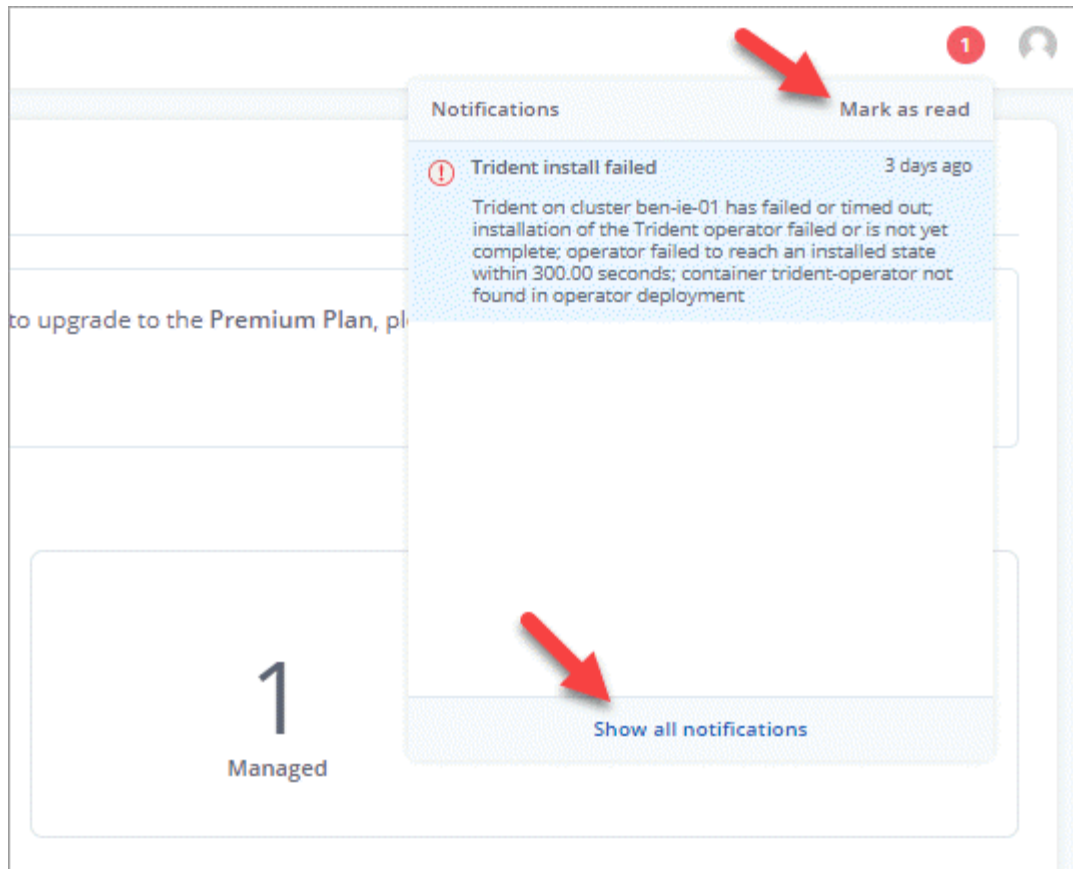 1
Notifications
Mark as read
Trident install failed
3 days ago
Trident on cluster ben-ie-01 has failed or timed out;
installation of the Trident operator failed or is not yet
complete; operator failed to reach an installed state
within 300.00 seconds; container trident-operator not
found in operator deployment
to upgrade to the Premium Plan,
Show all notifications
1
Managed